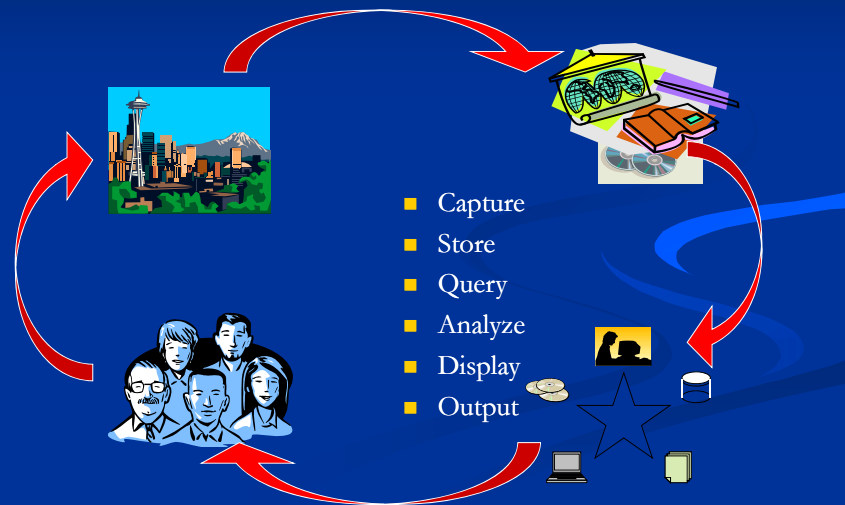 Capture
Store
Query
Analyze
Display
Output